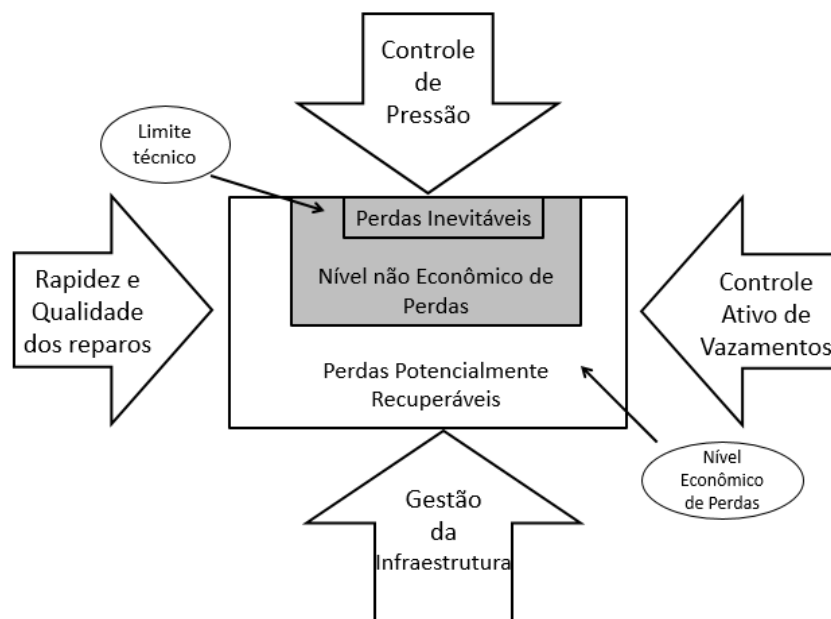 Controle
de
Pressão
Limite
técnico
Perdas Inevitáveis
Nível não Econômico de
Perdas
Rapidez e
Qualidade
dos reparos
Controle
Ativo de
Vazamentos
Perdas Potencialmente
Recuperáveis
Nível
Econômico
de Perdas
Gestão
da
Infraestrutura